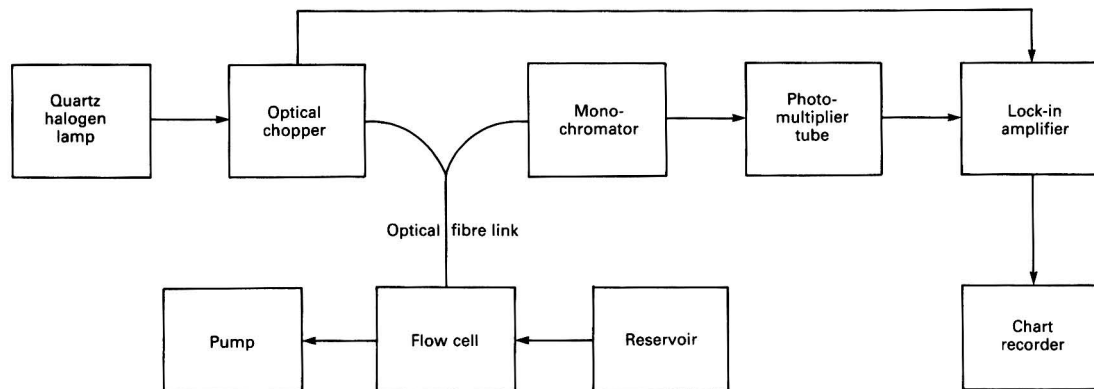 Quartz
halogen
lamp
Optical
chopper
Mono-
chromator
Photo-
multiplier
tube
Lock-in
amplifier
Optical fibre link
Pump
Flow cell
Reservoir
Chart
recorder